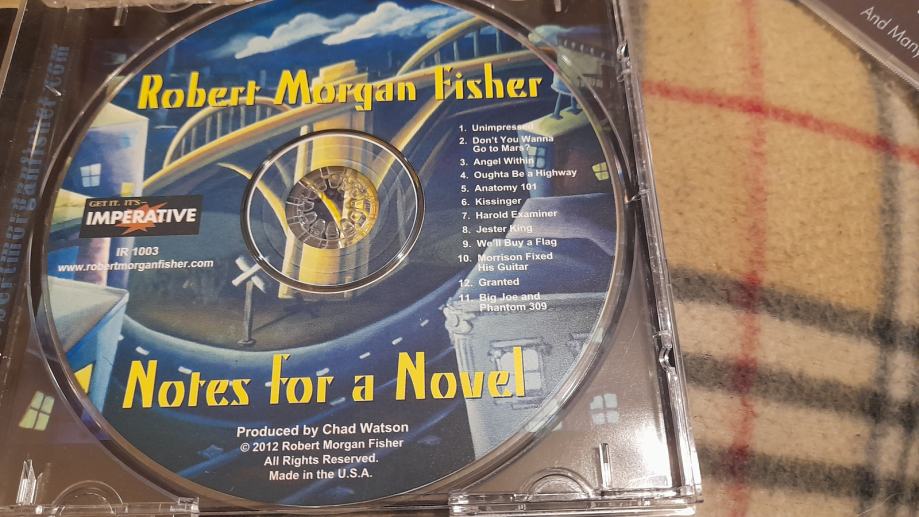 Robert Morgan Fisher
1. Unimpressed
2. Don't You Wanna
Go to Mars?
3. Angel Within
4. Oughta Be a Highway
5. Anatomy 101
6. Kissinger
7. Harold Examiner
8. Jester King
9. We'll Buy a Flag
10. Morrison Fixed
His Guitar
12. Granted
11. Big Joe and
Phantom 309
GET IT. IT'S~
IMPERATIVE
IR 1003
www.robertmorganfisher.com
Notes for a Novel
Produced by Chad Watson
© 2012 Robert Morgan Fisher
All Rights Reserved.
Made in the U.S.A.
And Many